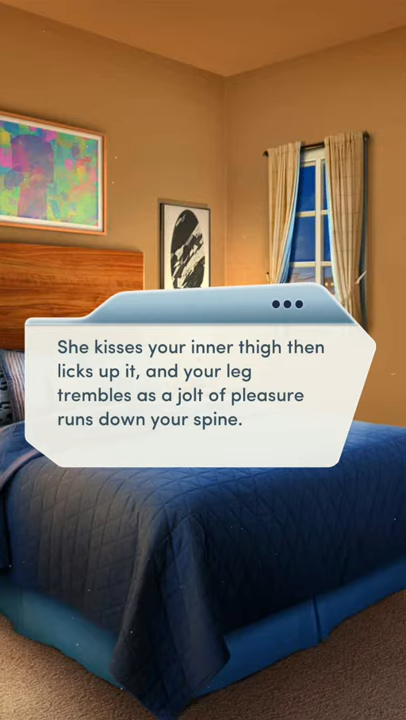 She kisses your inner thigh then
licks up it, and your leg
trembles as a jolt of pleasure
runs down your spine.